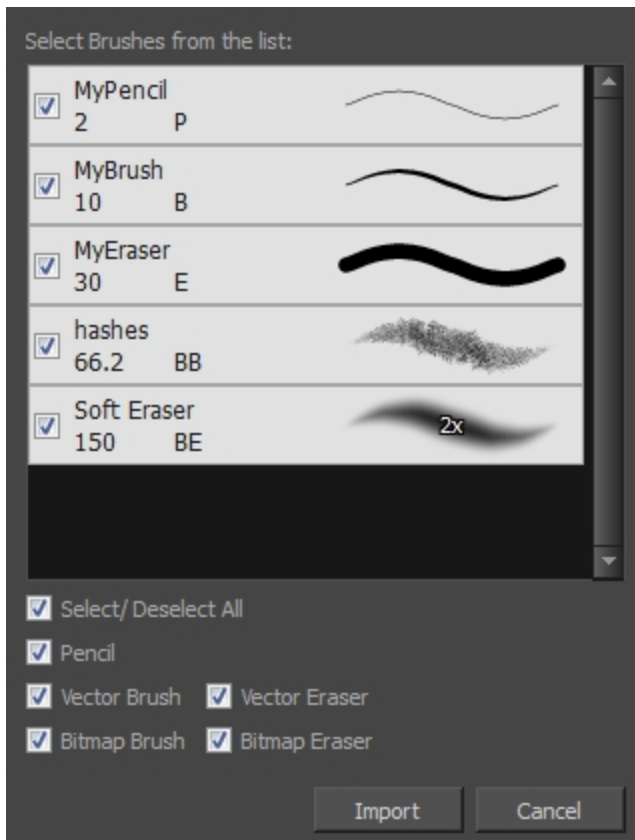 Select Brushes from the list:
MyPencil
2 P
MyBrush
10 B
MyEraser
30 E
hashes
66.2 BB
Soft Eraser
150 BE
2x
Select/ Deselect All
Pencil
Vector Brush Vector Eraser
Bitmap Brush Bitmap Eraser
Import Cancel